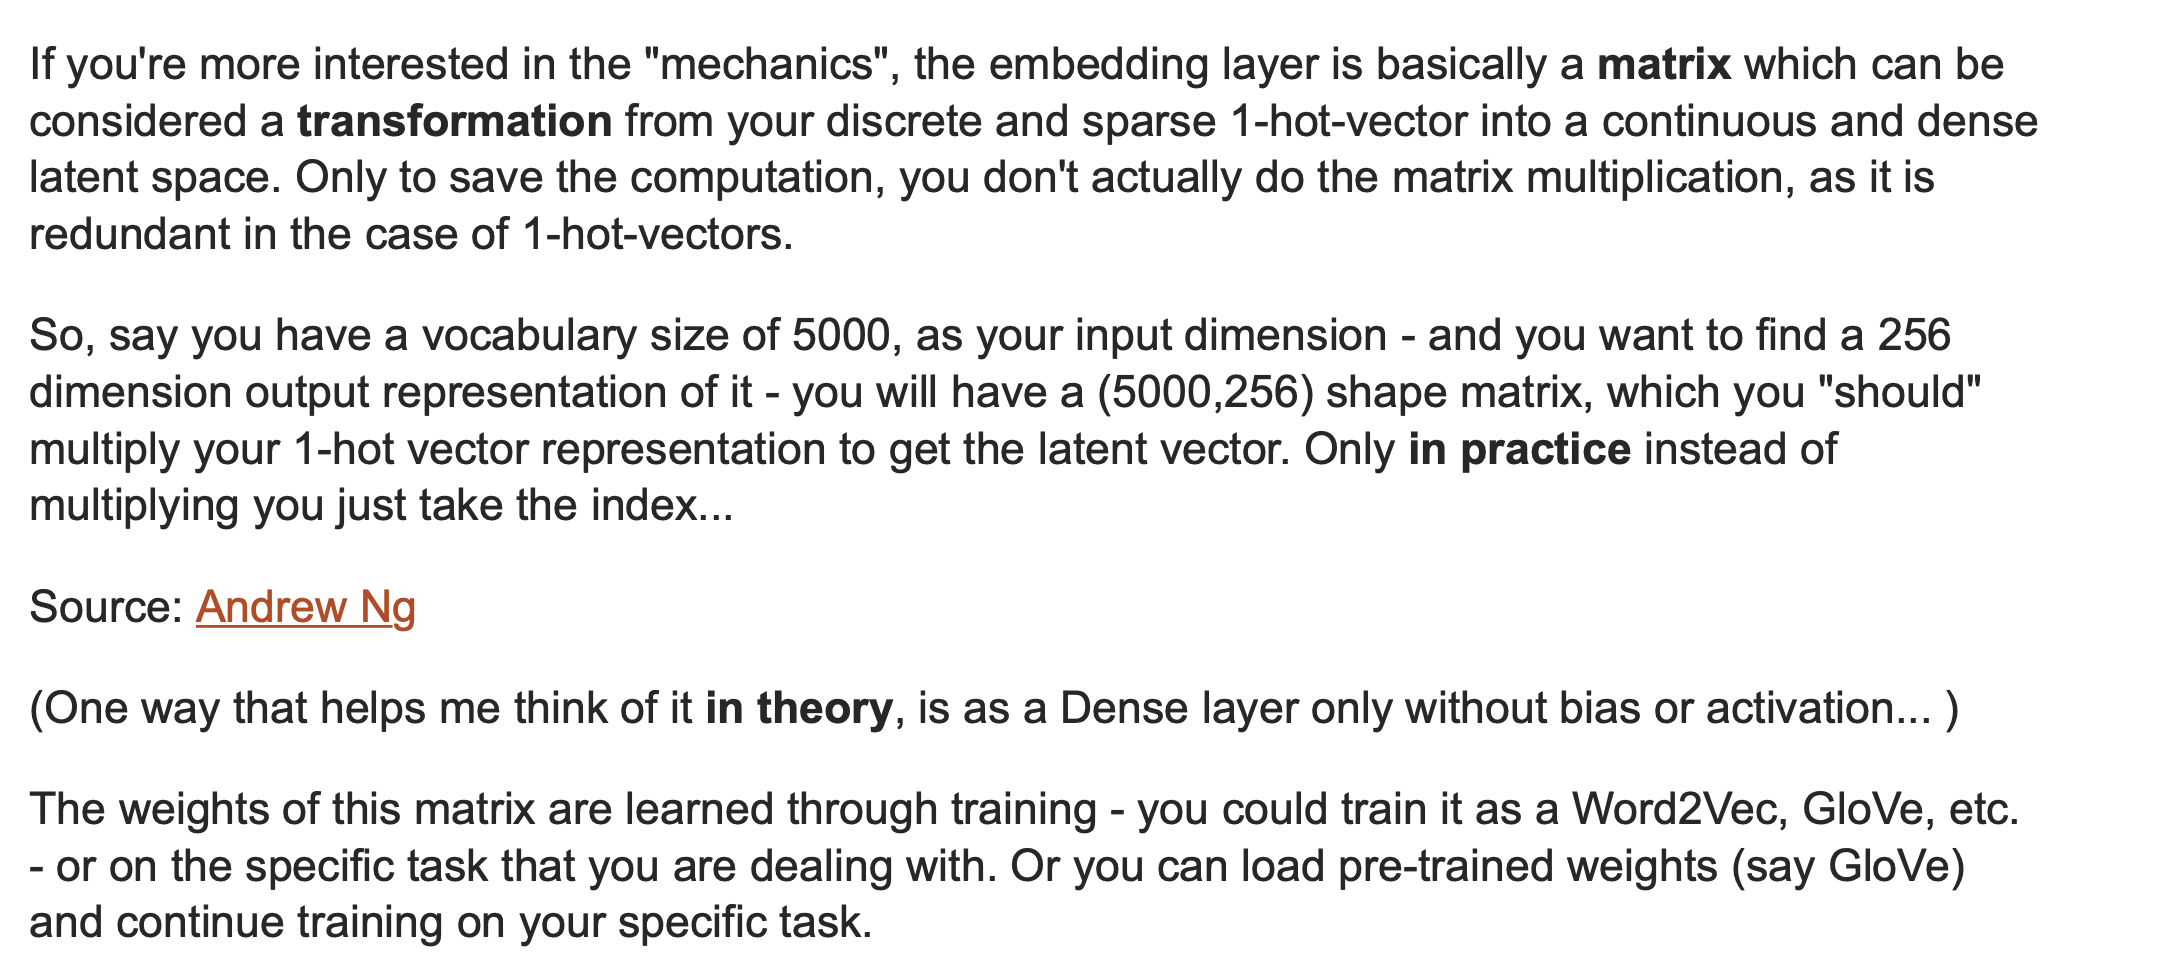 If you're more interested in the "mechanics", the embedding layer is basically a matrix which can be
considered a transformation from your discrete and sparse 1-hot-vector into a continuous and dense
latent space. Only to save the computation, you don't actually do the matrix multiplication, as it is
redundant in the case of 1-hot-vectors.
So, say you have a vocabulary size of 5000, as your input dimension - and you want to find a 256
dimension output representation of it - you will have a (5000,256) shape matrix, which you "should"
multiply your 1-hot vector representation to get the latent vector. Only in practice instead of
multiplying you just take the index...
Source: Andrew Ng
(One way that helps me think of it in theory, is as a Dense layer only without bias or activation... )
The weights of this matrix are learned through training - you could train it as a Word2Vec, GloVe, etc.
- or on the specific task that you are dealing with. Or you can load pre-trained weights (say GloVe)
and continue training on your specific task.